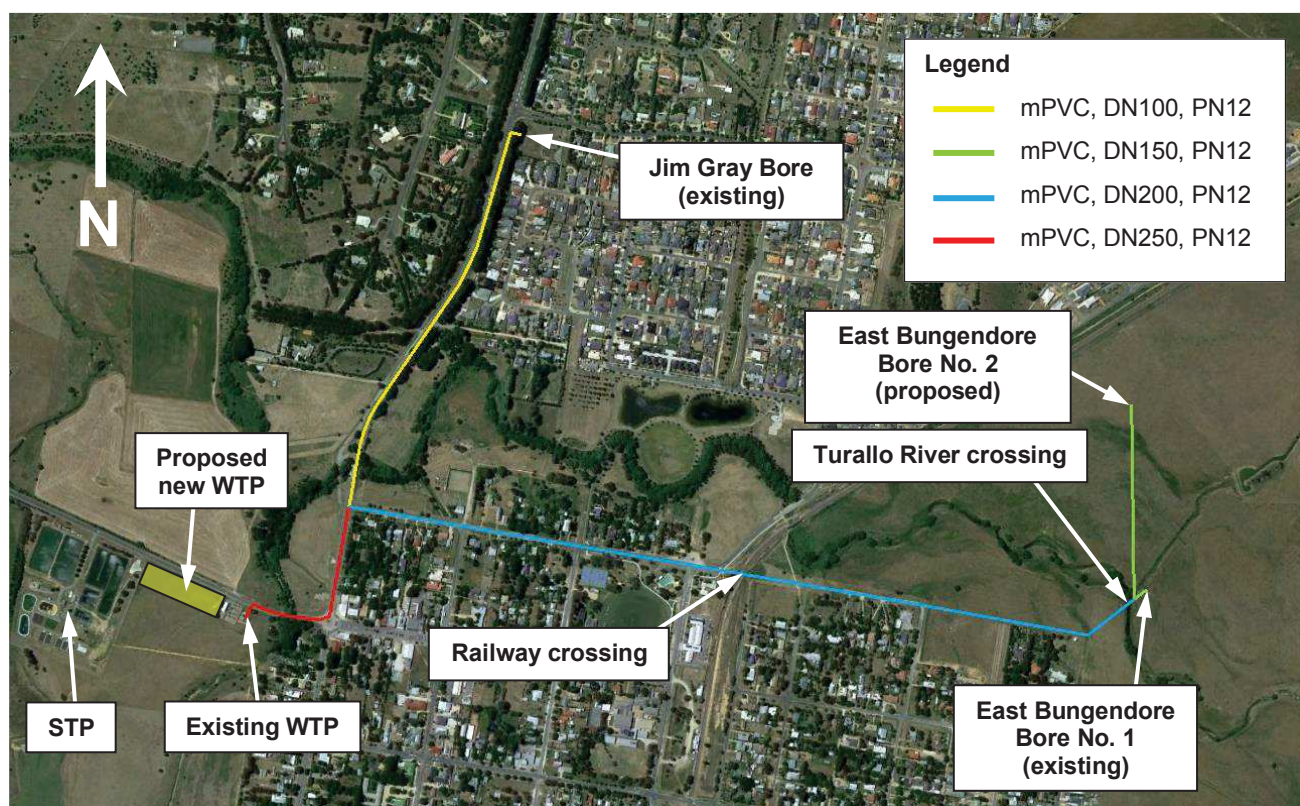 N
Legend
mPVC, DN100, PN12
mPVC, DN150, PN12
mPVC, DN200, PN12
mPVC, DN250, PN12
Jim Gray Bore
(existing)
East Bungendore
Bore No. 2
(proposed)
Turallo River crossing
Proposed
new WTP
Railway crossing
STP
Existing WTP
East Bungendore
Bore No. 1
(existing)